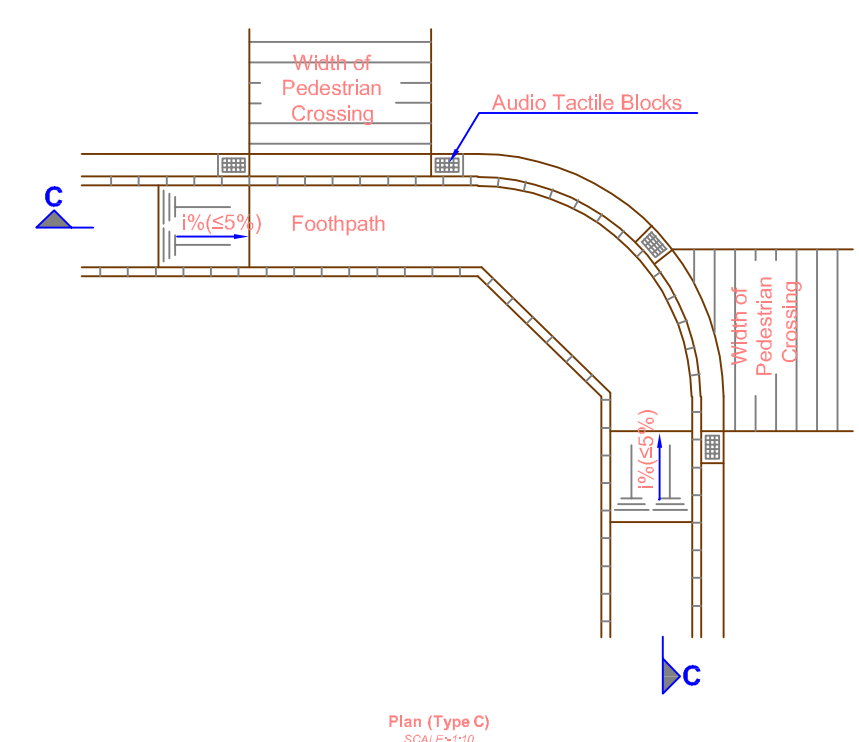 Width of
Pedestrian
Crossing
Audio Tactile Blocks
C
i%(≤5%)
Foothpath
Width of
Pedestrian
Crossing
i%(≤5%)
C
Plan (Type C)
SCALE:-1:10